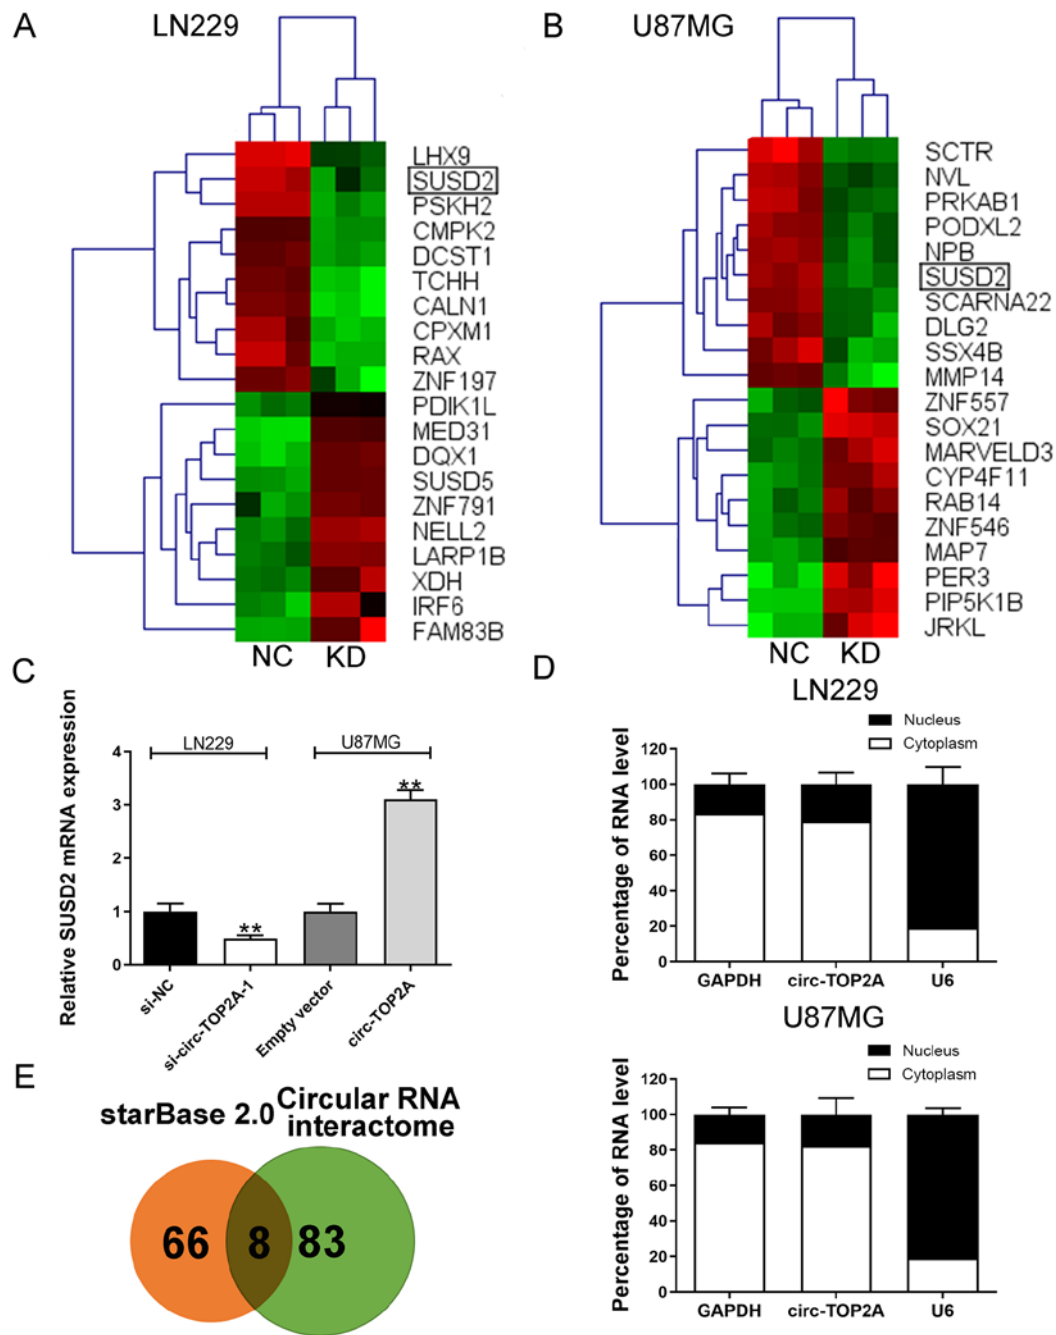 A
LN229
LHX9
SUSD2
PSKH2
CMPK2
DCST1
TCHH
CALN1
CPXM1
RAX
ZNF197
PDIK1L
MED31
DQX1
SUSD5
ZNF791
NELL2
LARP1B
XDH
IRF6
FAM83B
NC KD
B
U87MG
SCTR
NVL
PRKAB1
PODXL2
NPB
SUSD2
SCARNA22
DLG2
SSX4B
MMP14
ZNF557
SOX21
MARVELD3
CYP4F11
RAB14
ZNF546
MAP7
PER3
PIP5K1B
JRKL
NC KD
C
Relative SUSD2 mRNA expression
LN229 U87MG
4
3
2
1
0
**
**
si-NC
si-circ-TOP2A-1
Empty vector
circ-TOP2A
D
LN229
Nucleus
Cytoplasm
Percentage of RNA level
120
100
80
60
40
20
0
GAPDH circ-TOP2A U6
U87MG
Nucleus
Cytoplasm
Percentage of RNA level
120
100
80
60
40
20
0
GAPDH circ-TOP2A U6
E
starBase 2.0
Circular RNA
interactome
66 8 83